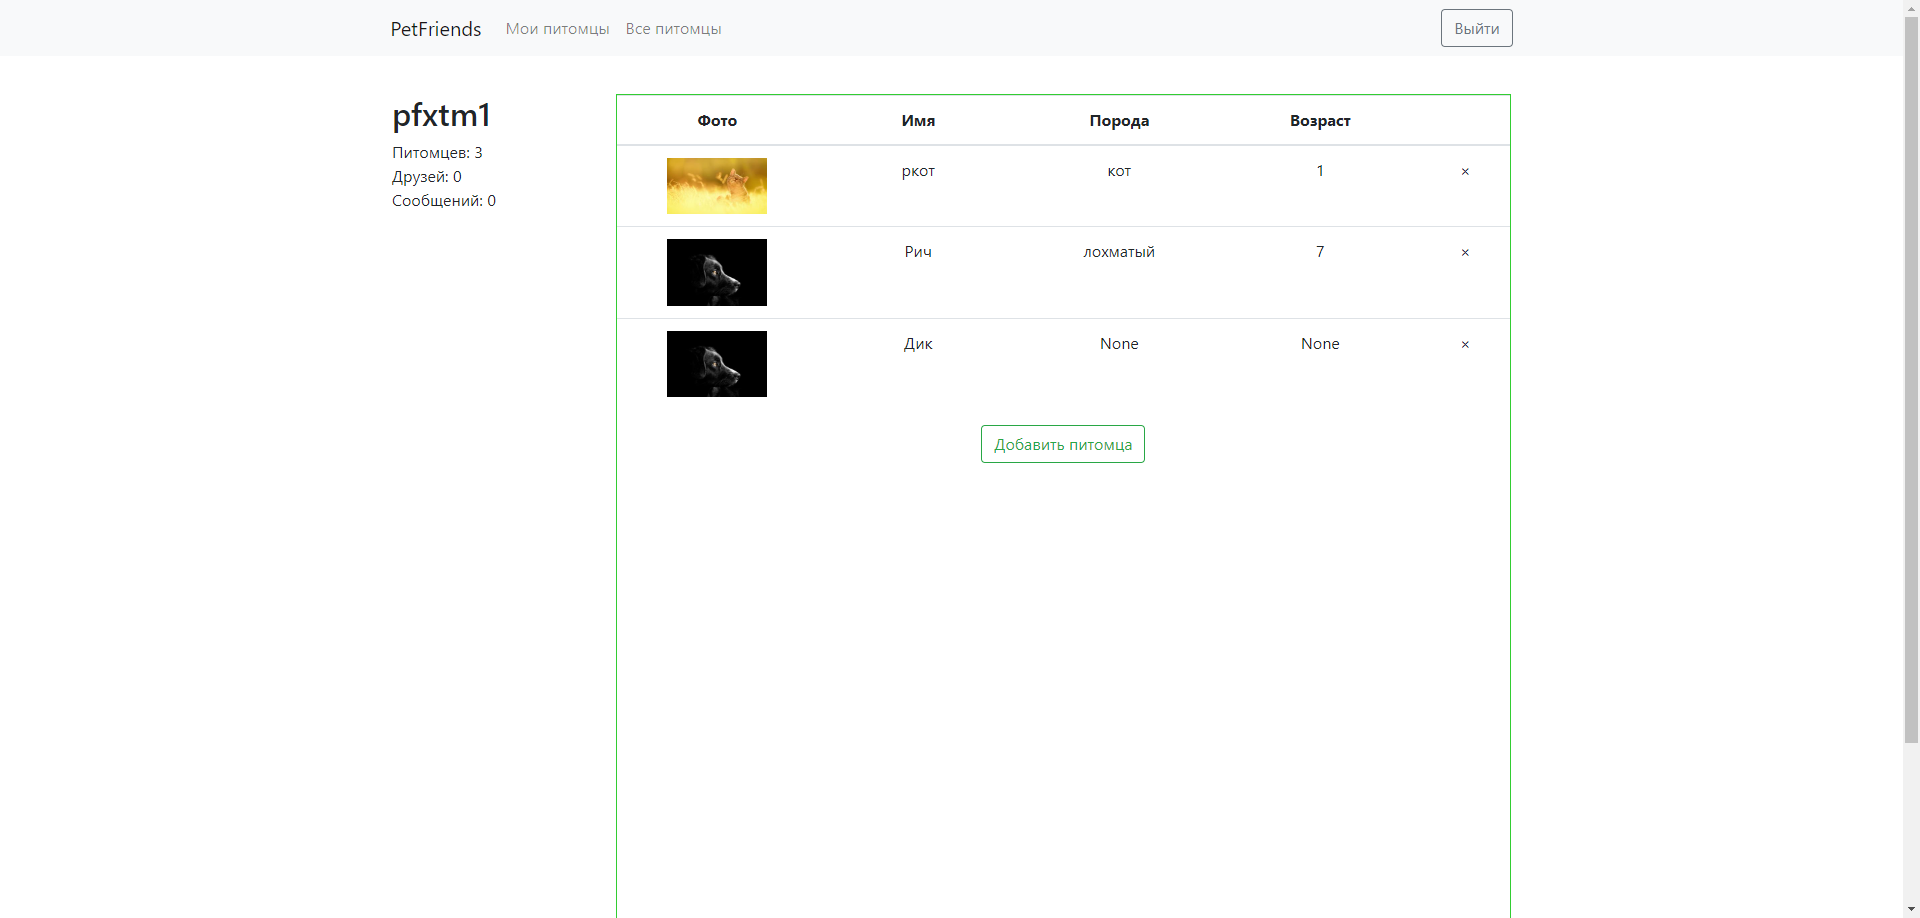 PetFriends Мои питомцы Все питомцы Выйти
pfxtm1
Питомцев: 3
Друзей: 0
Сообщений: 0
Фото Имя Порода Возраст
ркот кот 1 ×
Рич лохматый 7 ×
Дик None None ×
Добавить питомца